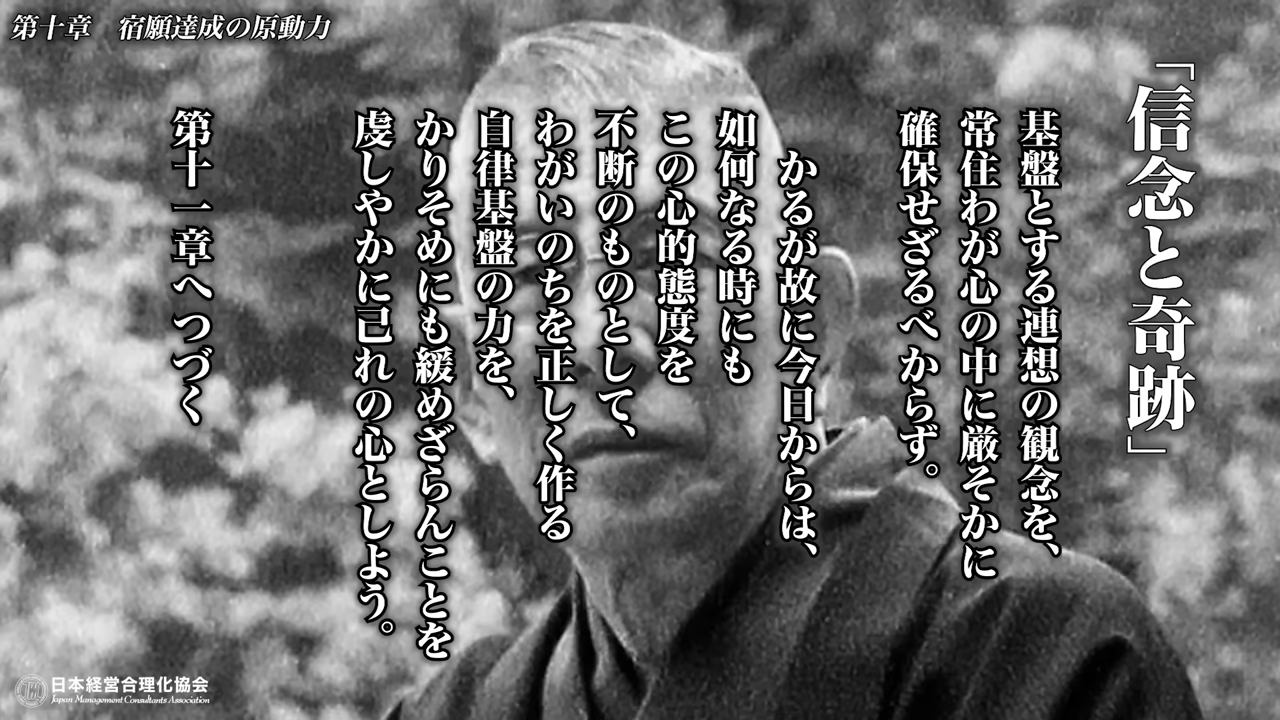 第十章　宿願達成の原動力
「信念と奇跡」
基盤とする連想の観念を、
常住わが心の中に厳そかに
確保せざるべからず。
かるが故に今日からは、
如何なる時にも
この心的態度を
不断のものとして、
わがいのちを正しく作る
自律基盤の力を、
かりそめにも緩めざらんことを
虔しやかに己れの心としよう。
第十一章へつづく
日本経営合理化協会
Japan Management Consultants Association